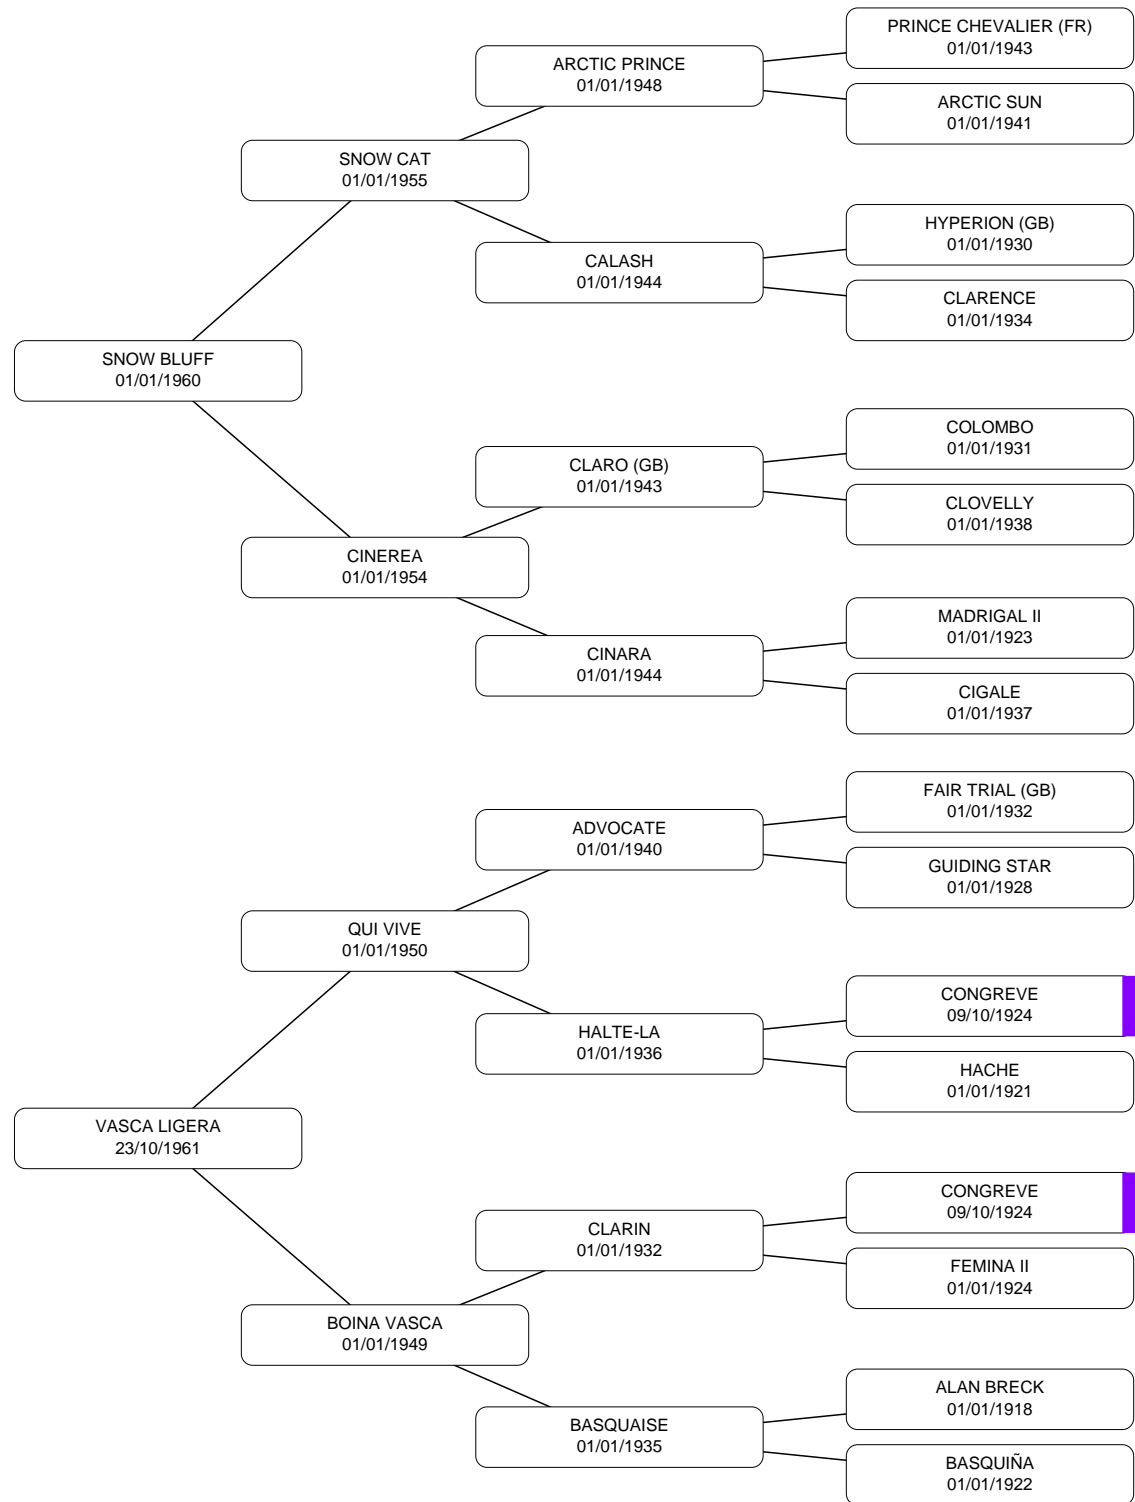 PRINCE CHEVALIER (FR)
01/01/1943
ARCTIC PRINCE
01/01/1948
ARCTIC SUN
01/01/1941
SNOW CAT
01/01/1955
HYPERION (GB)
01/01/1930
CALASH
01/01/1944
CLARENCE
01/01/1934
SNOW BLUFF
01/01/1960
COLOMBO
01/01/1931
CLARO (GB)
01/01/1943
CLOVELLY
01/01/1938
CINEREA
01/01/1954
MADRIGAL II
01/01/1923
CINARA
01/01/1944
CIGALE
01/01/1937
FAIR TRIAL (GB)
01/01/1932
ADVOCATE
01/01/1940
GUIDING STAR
01/01/1928
QUI VIVE
01/01/1950
CONGREVE
09/10/1924
HALTE-LA
01/01/1936
HACHE
01/01/1921
VASCA LIGERA
23/10/1961
CONGREVE
09/10/1924
CLARIN
01/01/1932
FEMINA II
01/01/1924
BOINA VASCA
01/01/1949
ALAN BRECK
01/01/1918
BASQUAISE
01/01/1935
BASQUIÑA
01/01/1922